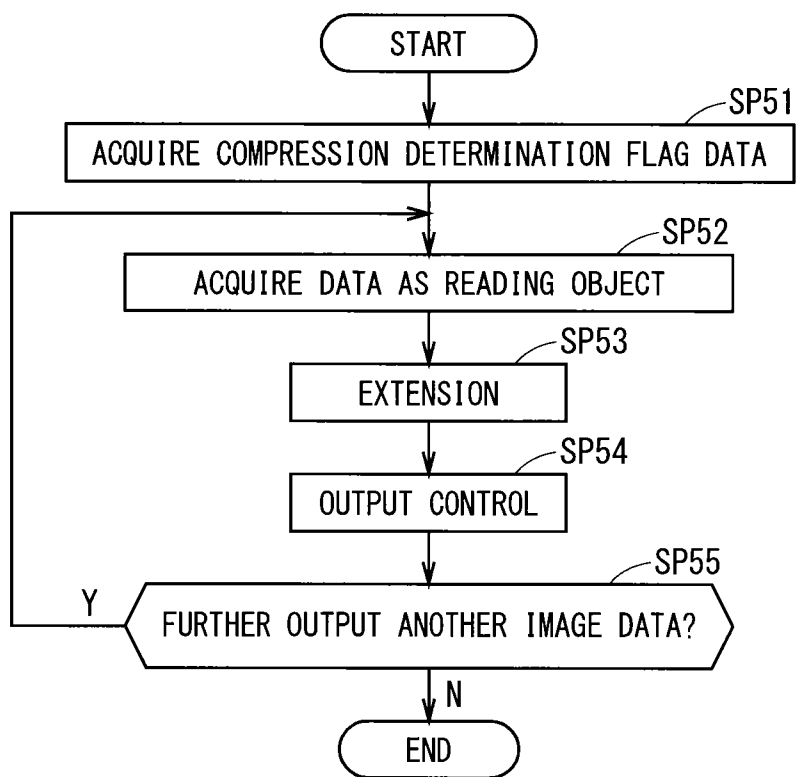 START
SP51
ACQUIRE COMPRESSION DETERMINATION FLAG DATA
SP52
ACQUIRE DATA AS READING OBJECT
SP53
EXTENSION
SP54
OUTPUT CONTROL
SP55
Y
FURTHER OUTPUT ANOTHER IMAGE DATA?
N
END